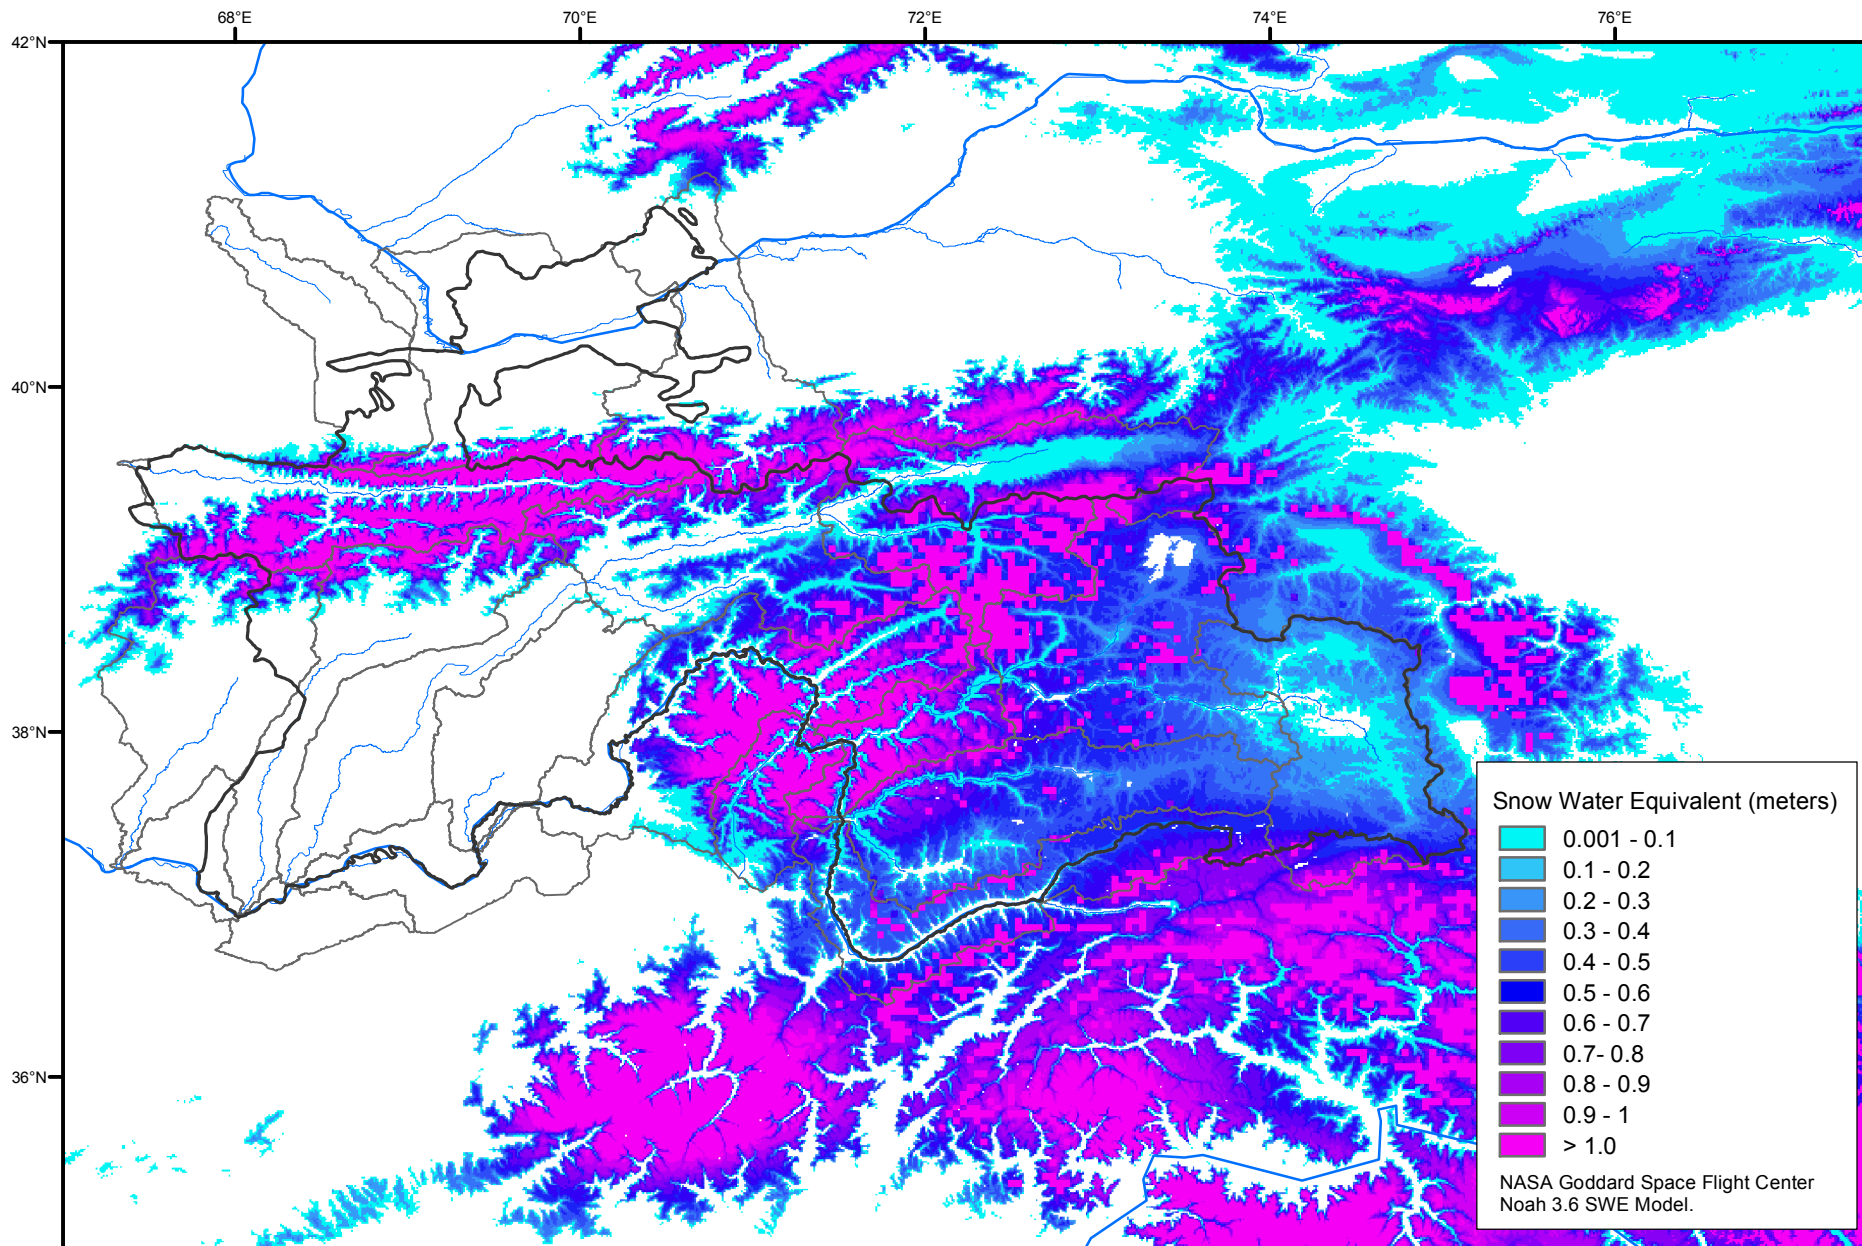 68°E 70°E 72°E 74°E 76°E
42°N
40°N
38°N
36°N
Snow Water Equivalent (meters)
0.001 - 0.1
0.1 - 0.2
0.2 - 0.3
0.3 - 0.4
0.4 - 0.5
0.5 - 0.6
0.6 - 0.7
0.7- 0.8
0.8 - 0.9
0.9 - 1
> 1.0
NASA Goddard Space Flight Center
Noah 3.6 SWE Model.